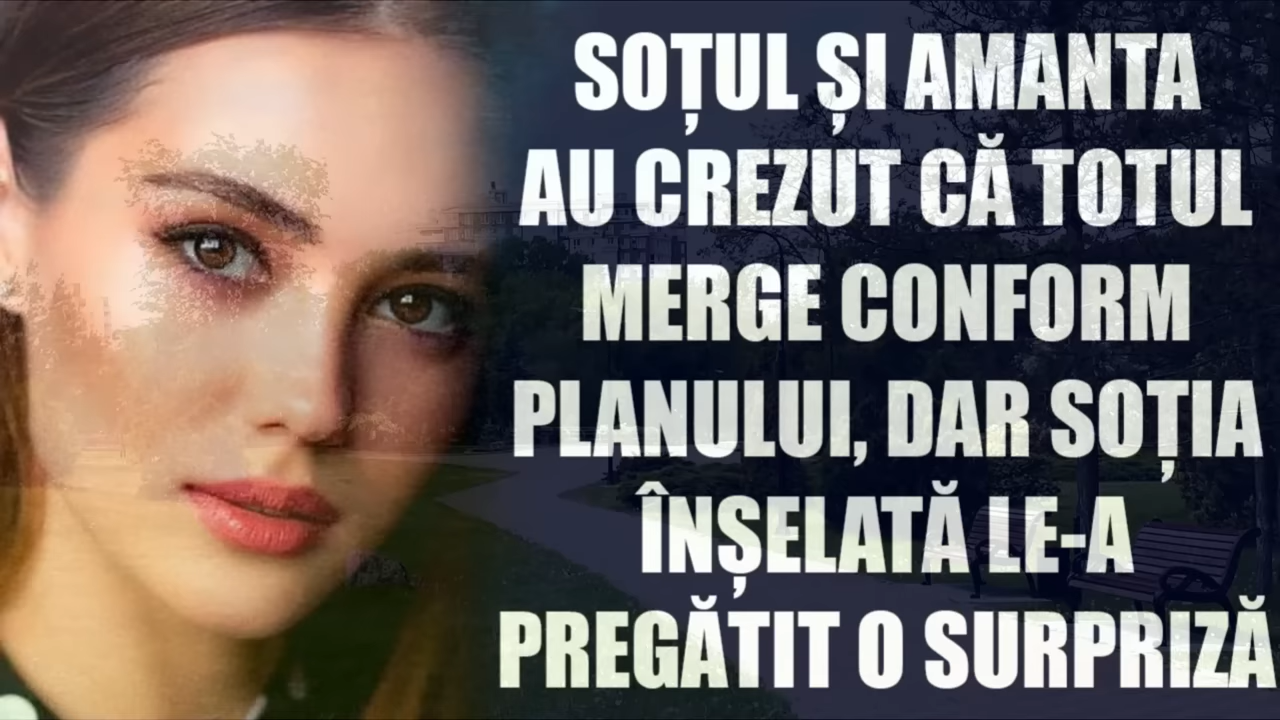 SOȚUL ȘI AMANTA
AU CREZUT CĂ TOTUL
MERGE CONFORM
PLANULUI, DAR SOȚIA
ÎNȘELATĂ LE-A
PREGĂTIT O SURPRIZĂ